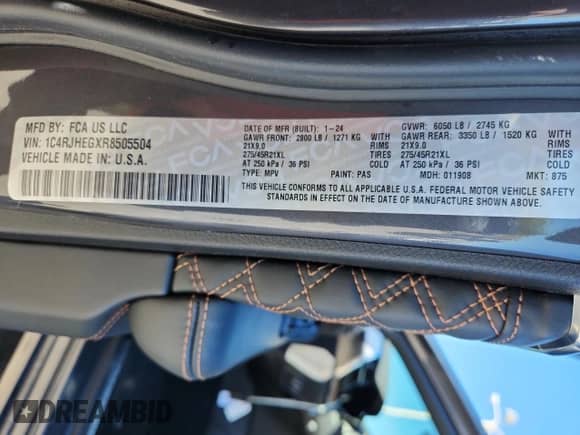 MFD BY: FCA US LLC
VIN: 1C4RJHEGXR8505504
VEHICLE MADE IN U.S.A.
DATE OF MFR (BUILT): 1-24
GAWR FRONT: 2800 LB / 1271 KG
21X9.0 RIMS
275/45R21XL TIRES
AT 250 kPa / 36 PSI
TYPE: MPV PAINT: PAS
GVWR: 6050 LB / 2745 KG
GAWR REAR: 3350 LB / 1520 KG
21X9.0 RIMS
275/45R21XL TIRES
AT 250 kPa / 36 PSI
MDH: 011908 MKT: 875
THIS VEHICLE CONFORMS TO ALL APPLICABLE U.S.A. FEDERAL MOTOR VEHICLE SAFETY
STANDARDS IN EFFECT ON THE DATE OF MANUFACTURE SHOWN ABOVE.
DREAMBID